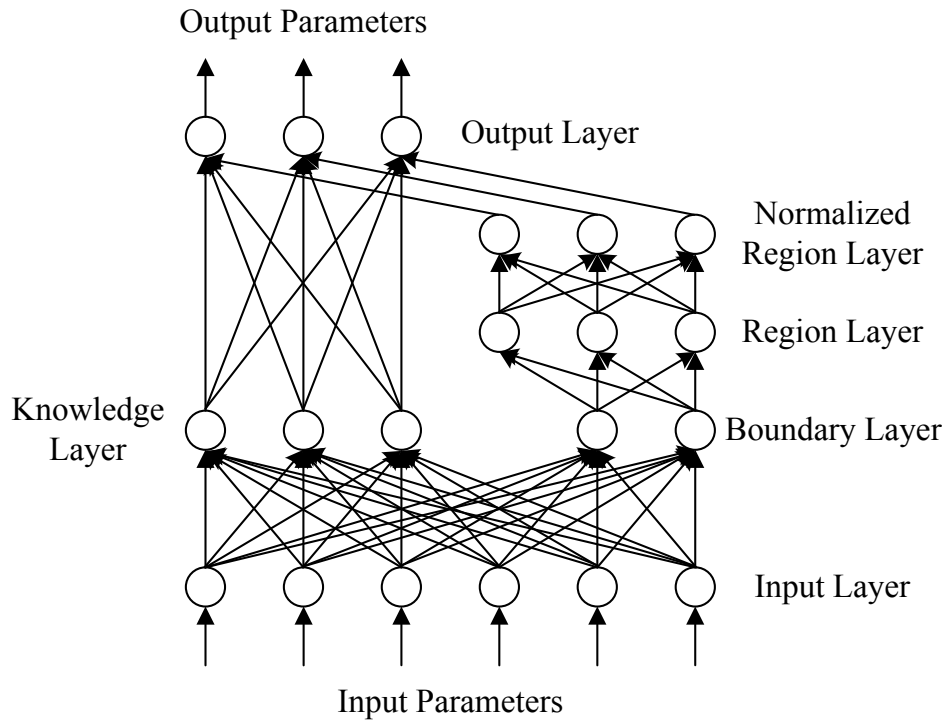 Output Parameters
Output Layer
Normalized
Region Layer
Region Layer
Knowledge
Layer
Boundary Layer
Input Layer
Input Parameters